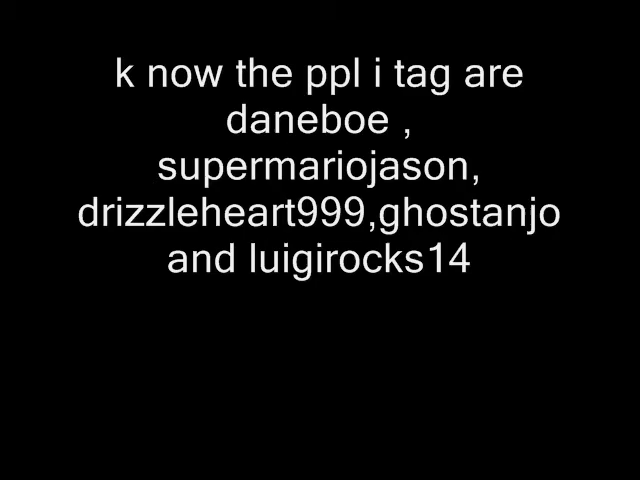 k now the ppl i tag are
daneboe ,
supermariojason,
drizzleheart999,ghostanjo
and luigirocks14